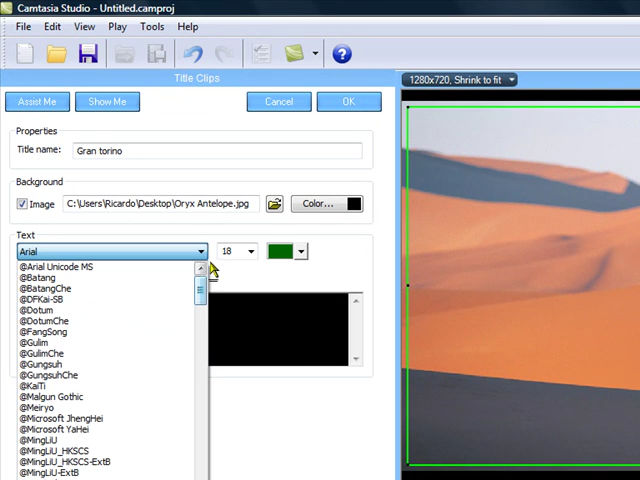 Camtasia Studio - Untitled.camproj
File Edit View Play Tools Help
Title Clips
1280x720, Shrink to fit
Assist Me Show Me Cancel OK
Properties
Title name: Gran torino
Background
Image C:\Users\Ricardo\Desktop\Oryx Antelope.jpg Color...
Text
Arial 18
@Arial Unicode MS
@Batang
@BatangChe
@DFKai-SB
@Dotum
@DotumChe
@FangSong
@Gulim
@GulimChe
@Gungsuh
@GungsuhChe
@KaiTi
@Malgun Gothic
@Meiryo
@Microsoft JhengHei
@Microsoft YaHei
@MingLiU
@MingLiU_HKSCS
@MingLiU_HKSCS-ExtB
@MingLiU-ExtB